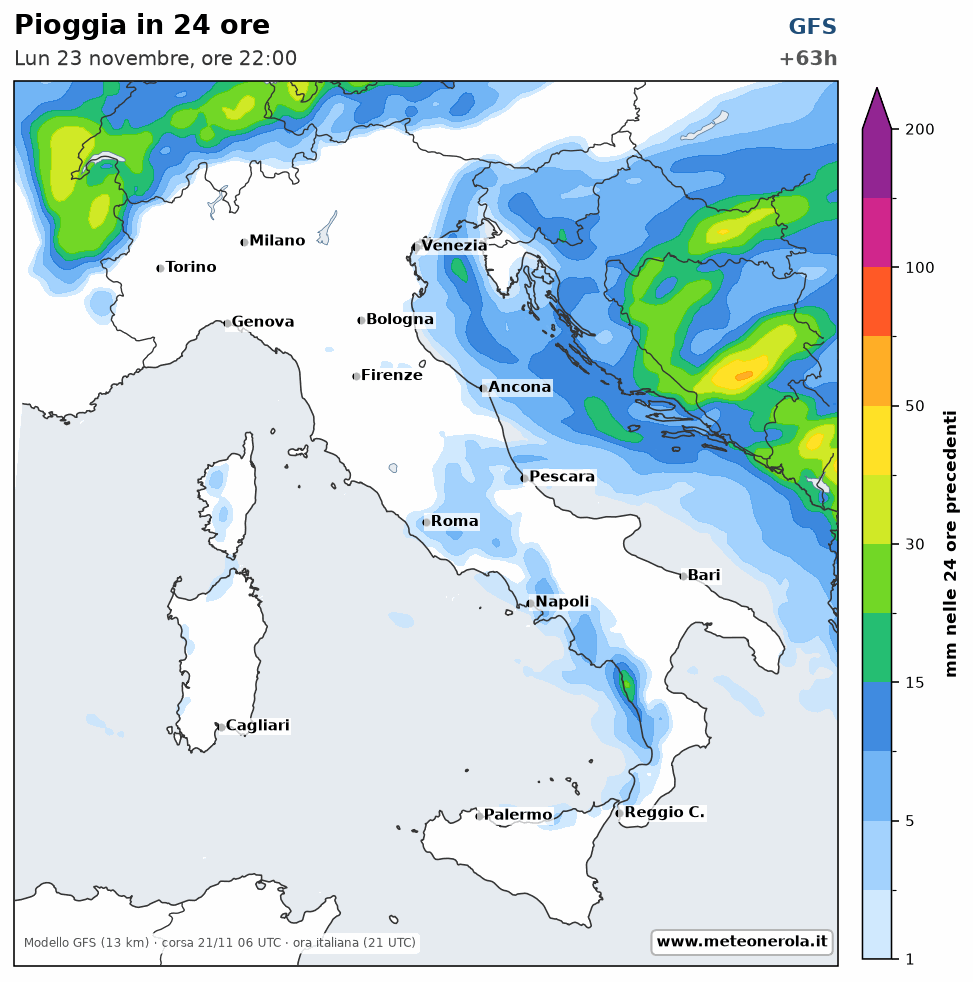 Pioggia in 24 ore
GFS
Lun 23 novembre, ore 22:00
+63h
Milano
Venezia
Torino
Genova
Bologna
Firenze
Ancona
Pescara
Roma
Bari
Napoli
Cagliari
Palermo
Reggio C.
200
100
50
30
15
5
1
mm nelle 24 ore precedenti
Modello GFS (13 km) · corsa 21/11 06 UTC · ora italiana (21 UTC)
www.meteonerola.it